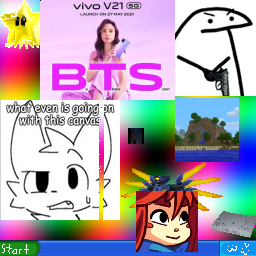 vivo V21 5G
LAUNCH ON 27 MAY 2021
BTS
what even is going on
with this canvas
Start